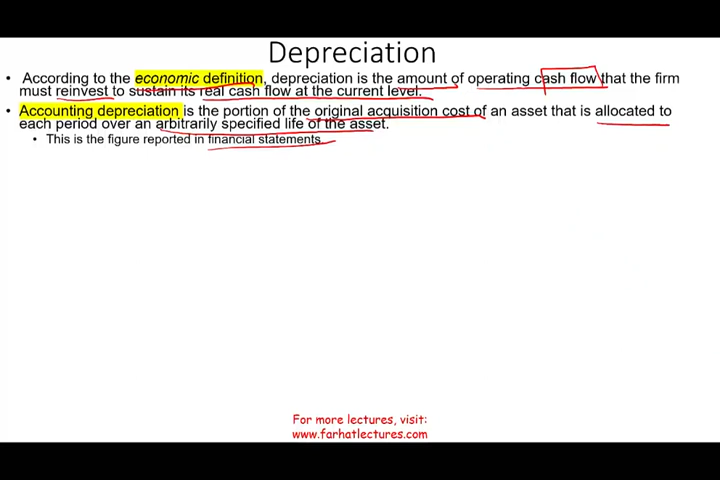 Depreciation
• According to the economic definition, depreciation is the amount of operating cash flow that the firm
must reinvest to sustain its real cash flow at the current level.
• Accounting depreciation is the portion of the original acquisition cost of an asset that is allocated to
each period over an arbitrarily specified life of the asset.
• This is the figure reported in financial statements.
For more lectures, visit:
www.farhatlectures.com